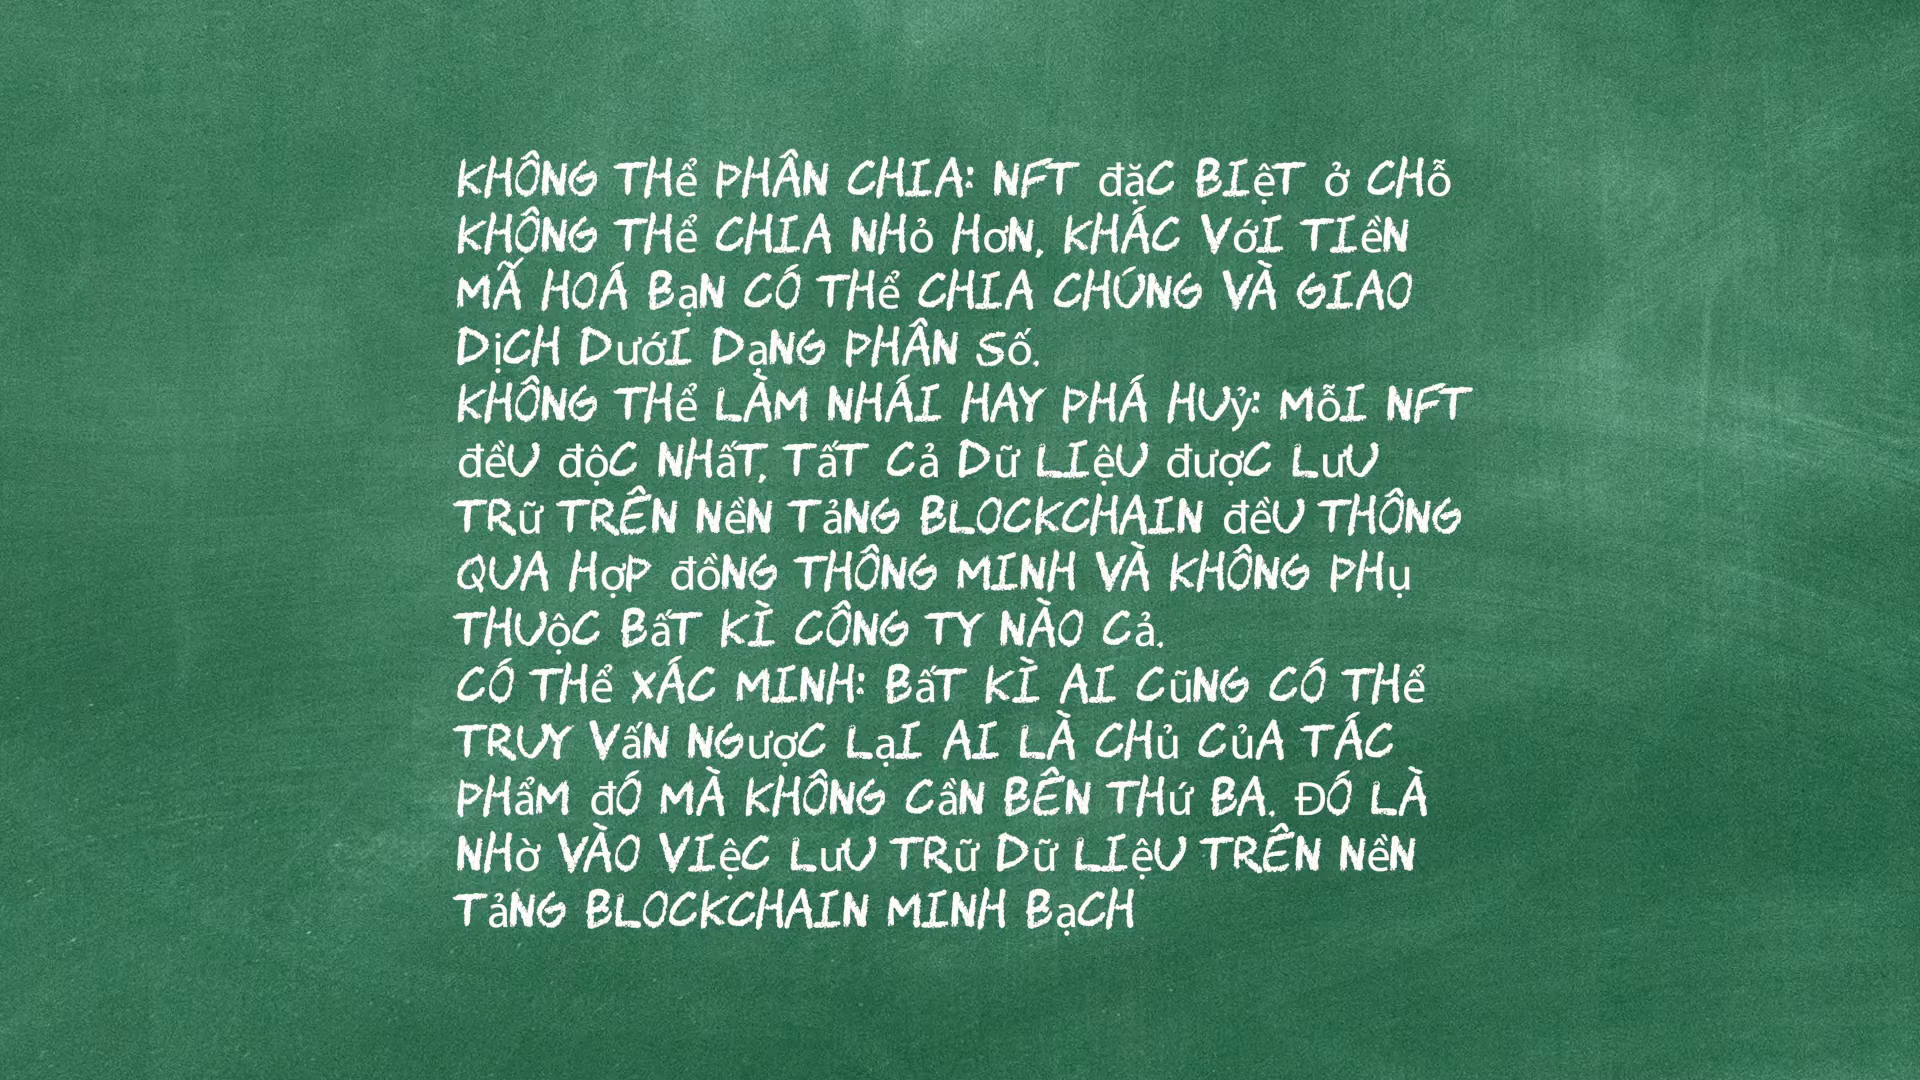 KHÔNG THể PHÂN CHIA: NFT đặC BIệT ở CHỗ
KHÔNG THể CHIA NHỏ HƠN, KHÁC VớI TIềN
MÃ HOÁ BạN CÓ THể CHIA CHÚNG VÀ GIAO
DịCH DướI DạNG PHÂN Số.
KHÔNG THể LÀM NHÁI HAY PHÁ HUỷ: MỗI NFT
đềU độC NHấT, TấT Cả Dữ LIệU đượC LưU
TRữ TRÊN NềN TảNG BLOCKCHAIN đềU THÔNG
QUA HợP đồNG THÔNG MINH VÀ KHÔNG PHụ
THUộC BấT KÌ CÔNG TY NÀO Cả.
CÓ THể XÁC MINH: BấT KÌ AI CũNG CÓ THể
TRUY VấN NGượC LạI AI LÀ CHủ CủA TÁC
PHẩM đÓ MÀ KHÔNG CầN BÊN THứ BA. ĐÓ LÀ
NHờ VÀO VIệC LưU TRữ Dữ LIệU TRÊN NềN
TảNG BLOCKCHAIN MINH BạCH